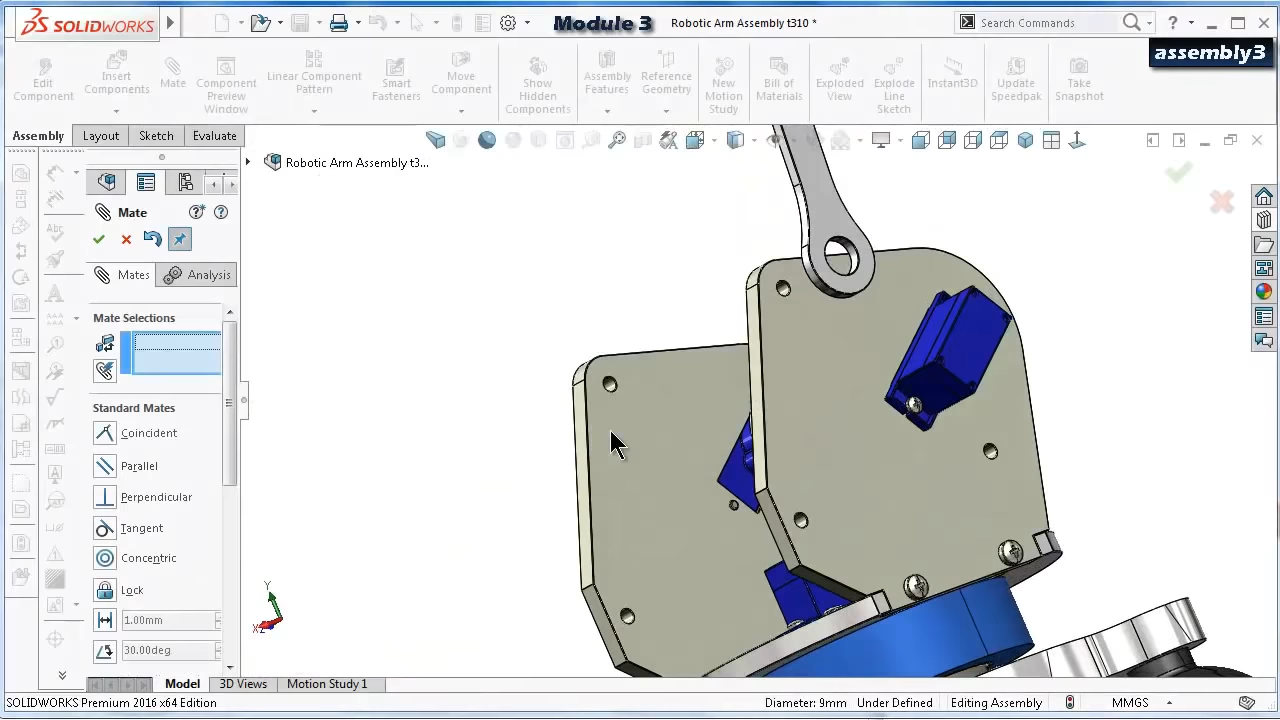 SOLIDWORKS
Module 3
Robotic Arm Assembly t310 *
Search Commands
assembly3
Edit Component
Insert Components
Mate
Component Preview Window
Linear Component Pattern
Smart Fasteners
Move Component
Show Hidden Components
Assembly Features
Reference Geometry
New Motion Study
Bill of Materials
Exploded View
Explode Line Sketch
Instant3D
Update Speedpak
Take Snapshot
Assembly
Layout
Sketch
Evaluate
Robotic Arm Assembly t3...
Mate
Mates
Analysis
Mate Selections
Standard Mates
Coincident
Parallel
Perpendicular
Tangent
Concentric
Lock
1.00mm
30.00deg
Y
X
Z
Model
3D Views
Motion Study 1
SOLIDWORKS Premium 2016 x64 Edition
Diameter: 9mm
Under Defined
Editing Assembly
MMGS